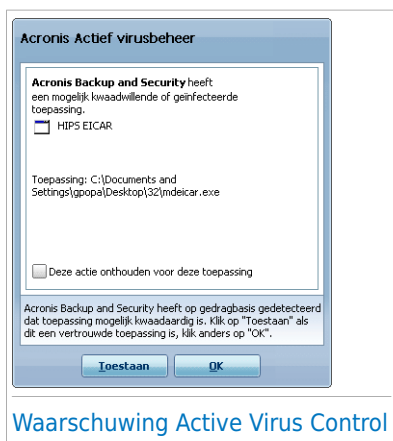 Acronis Actief virusbeheer
Acronis Backup and Security heeft
een mogelijk kwaadwillende of geïnfecteerde
toepassing.
HIPS EICAR
Toepassing: C:\Documents and
Settings\gpopa\Desktop\32\mdeicar.exe
Deze actie onthouden voor deze toepassing
Acronis Backup and Security heeft op gedragbasis gedetecteerd
dat toepassing mogelijk kwaadaardig is. Klik op "Toestaan" als
dit een vertrouwde toepassing is, klik anders op "OK".
Toestaan
OK
Waarschuwing Active Virus Control